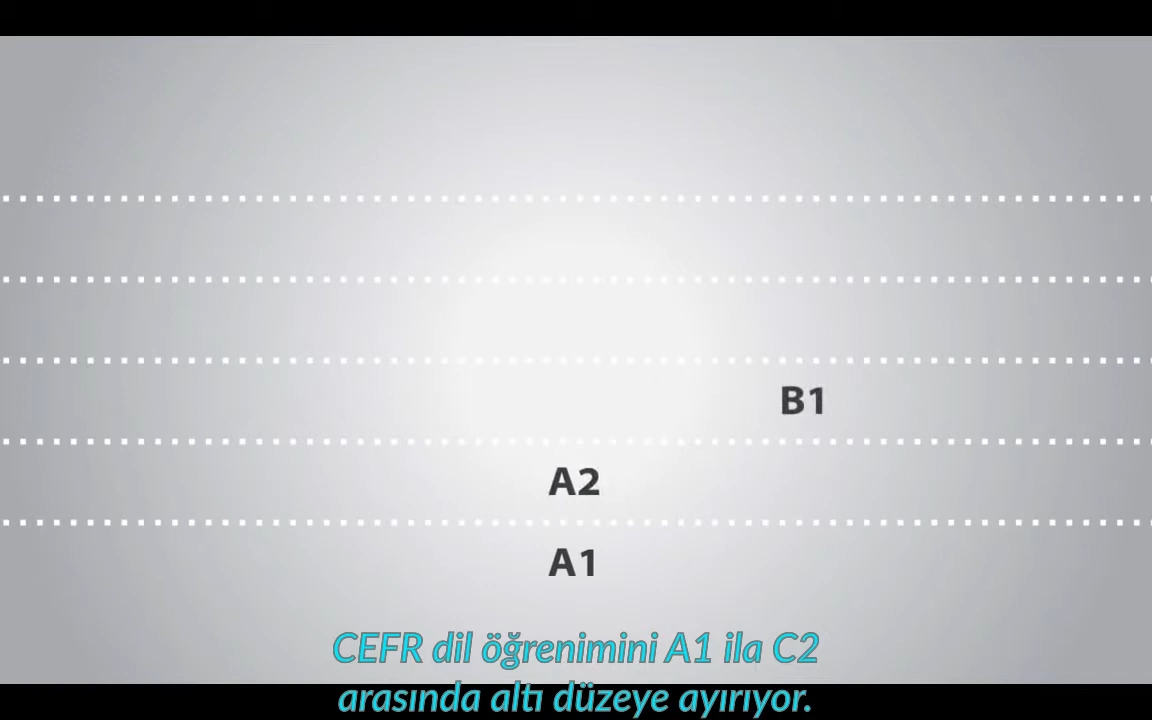 B1
A2
A1
CEFR dil öğrenimini A1 ila C2
arasında altı düzeye ayırıyor.